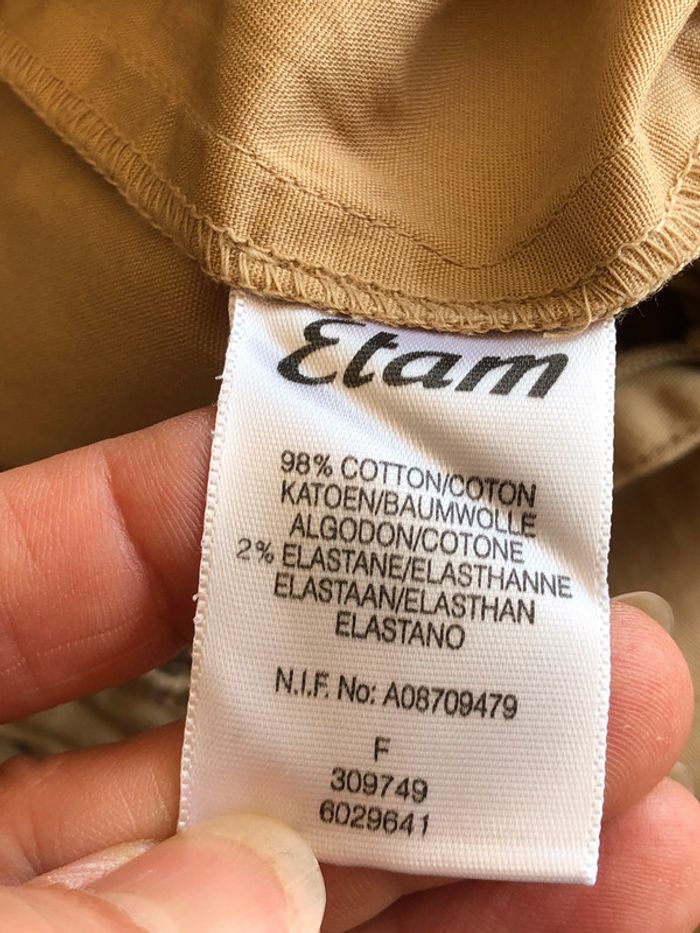 Etam
98% COTTON/COTON
KATOEN/BAUMWOLLE
ALGODON/COTONE
2% ELASTANE/ELASTHANNE
ELASTAAN/ELASTHAN
ELASTANO
N.I.F. No: A08709479
F
309749
6029641